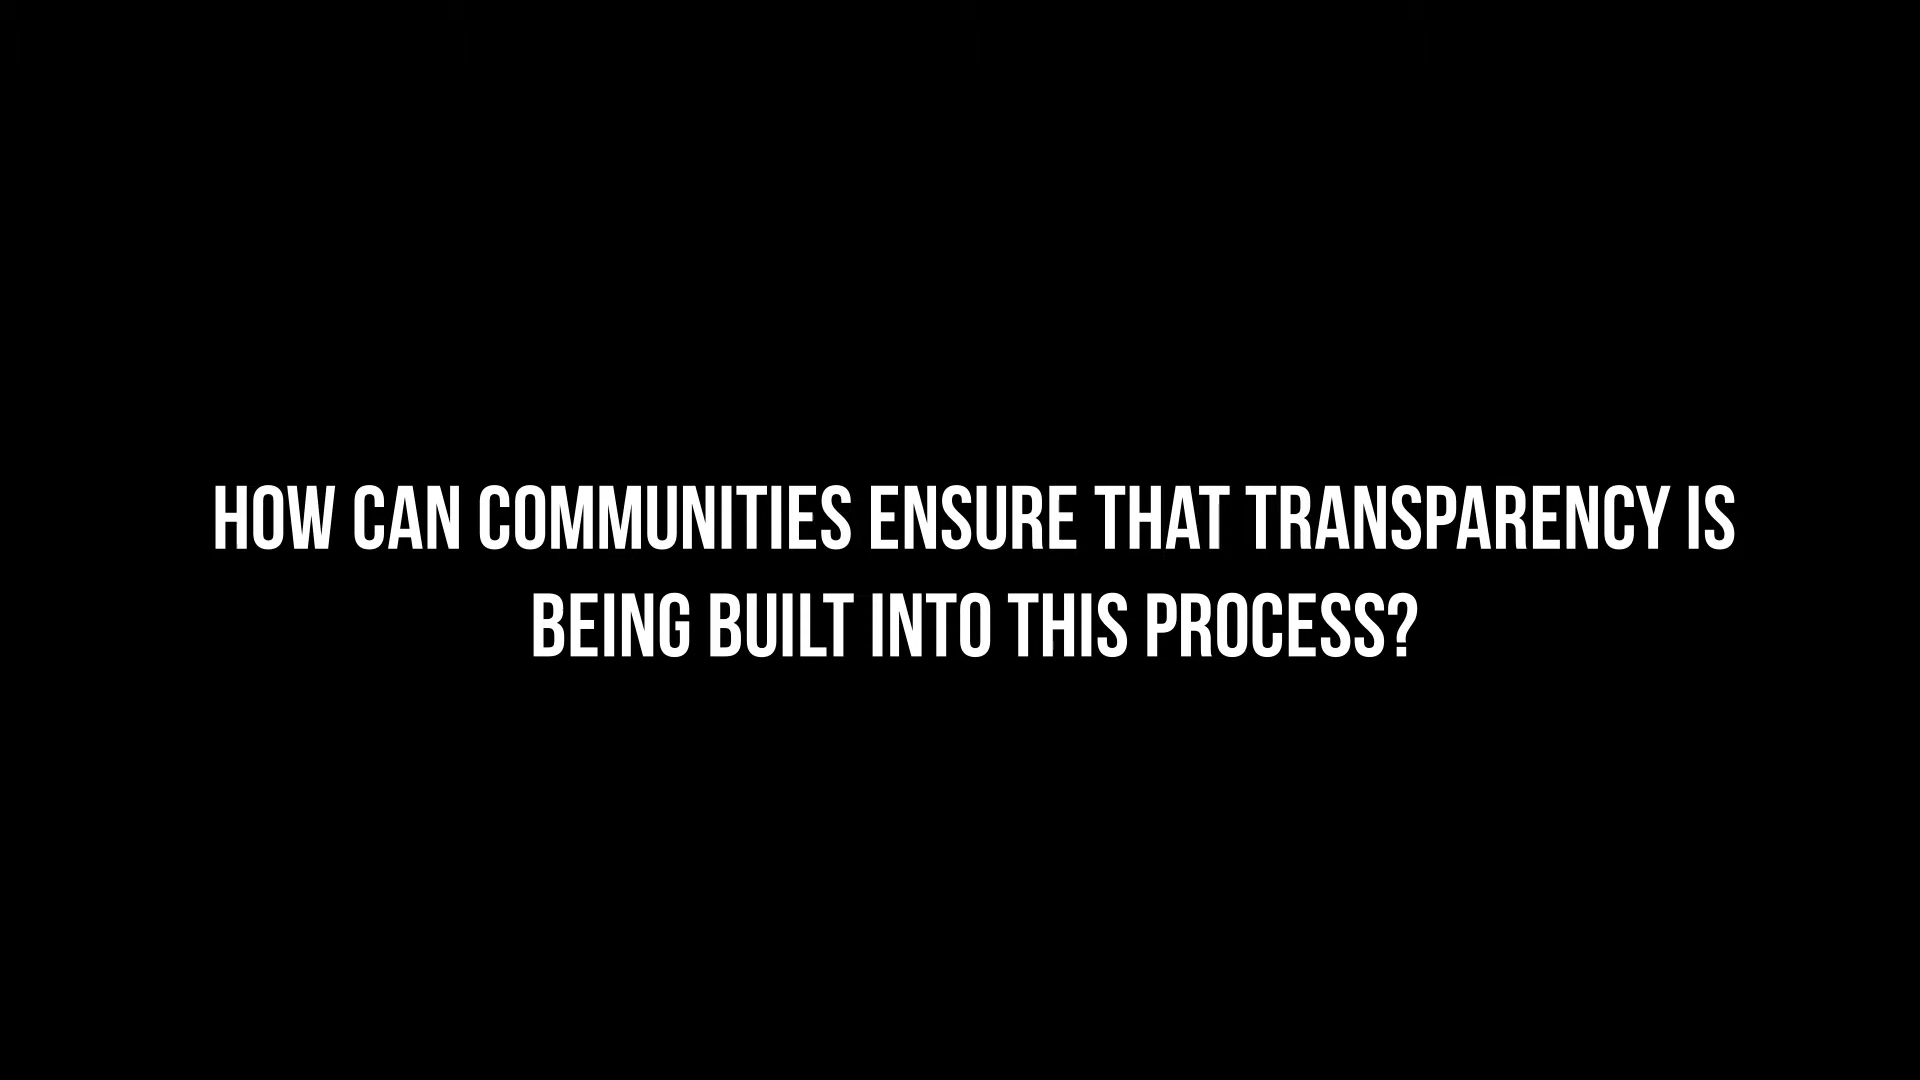 HOW CAN COMMUNITIES ENSURE THAT TRANSPARENCY IS
BEING BUILT INTO THIS PROCESS?